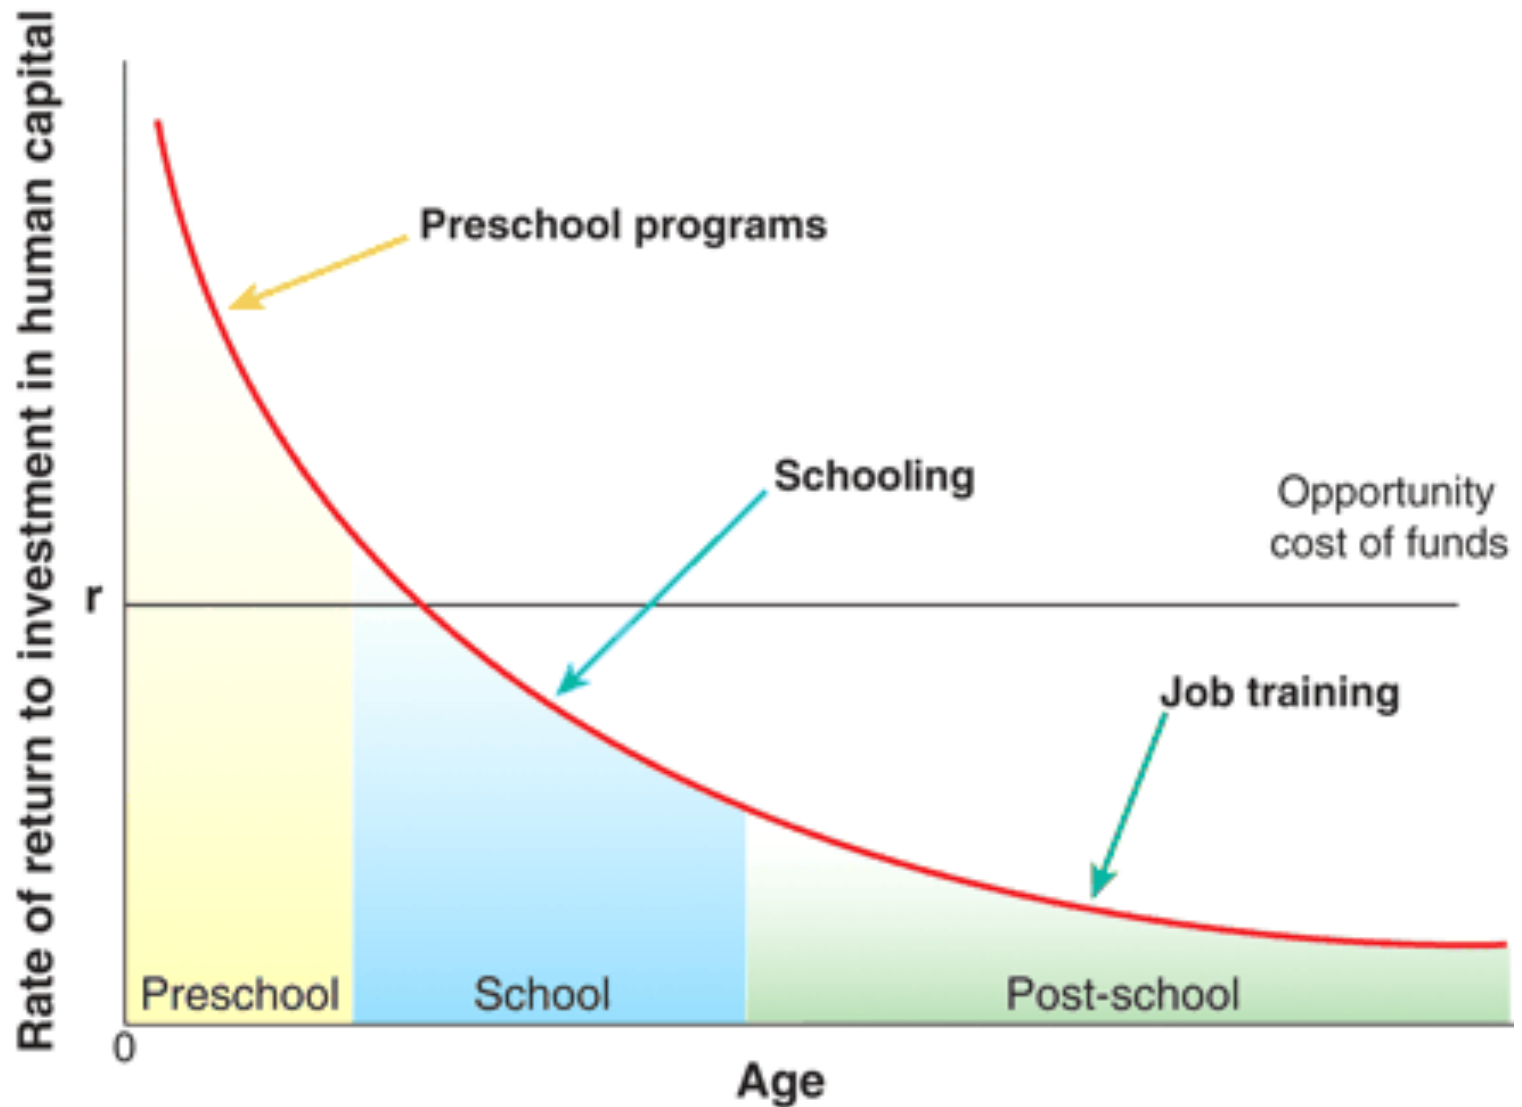 Rate of return to investment in human capital
Preschool programs
Schooling
Opportunity
cost of funds
r
Job training
Preschool
School
Post-school
0
Age